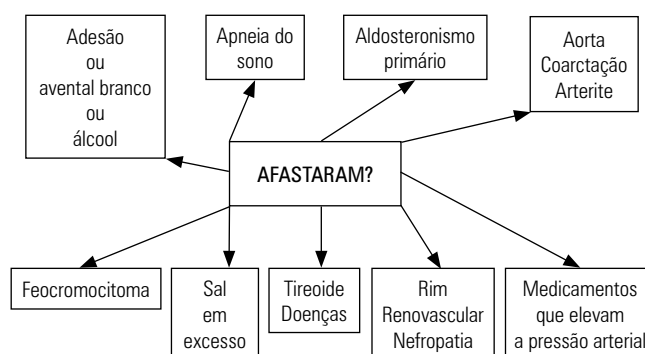 Adesão
ou
avental branco
ou
álcool
Apneia do
sono
Aldosteronismo
primário
Aorta
Coarctação
Arterite
AFASTARAM?
Feocromocitoma
Sal
em
excesso
Tireoide
Doenças
Rim
Renovascular
Nefropatia
Medicamentos
que elevam
a pressão arterial